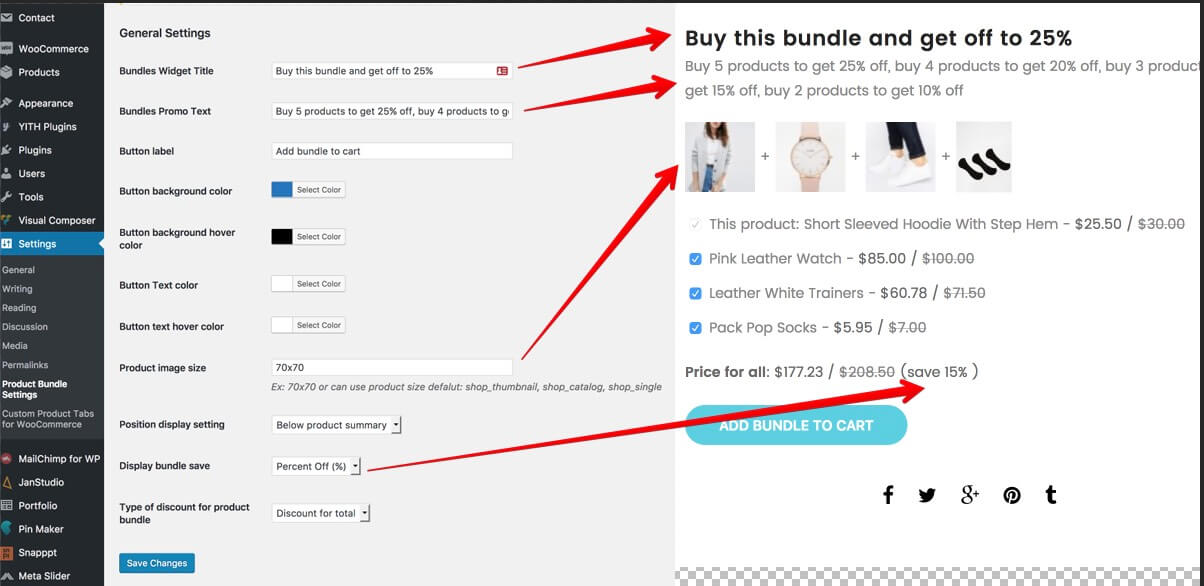 Contact
WooCommerce
Products
Appearance
YITH Plugins
Plugins
Users
Tools
Visual Composer
Settings
General
Writing
Reading
Discussion
Media
Permalinks
Product Bundle
Settings
Custom Product Tabs
for WooCommerce
MailChimp for WP
JanStudio
Portfolio
Pin Maker
Snapppt
Meta Slider
General Settings
Bundles Widget Title
Buy this bundle and get off to 25%
Bundles Promo Text
Buy 5 products to get 25% off, buy 4 products to g
Button label
Add bundle to cart
Button background color
Select Color
Button background hover
color
Select Color
Button Text color
Select Color
Button text hover color
Select Color
Product image size
70x70
Ex: 70x70 or can use product size defalut: shop_thumbnail, shop_catalog, shop_single
Position display setting
Below product summary
Display bundle save
Percent Off (%)
Type of discount for product
bundle
Discount for total
Save Changes
Buy this bundle and get off to 25%
Buy 5 products to get 25% off, buy 4 products to get 20% off, buy 3 product
get 15% off, buy 2 products to get 10% off
+ + +
This product: Short Sleeved Hoodie With Step Hem - $25.50 / $30.00
Pink Leather Watch - $85.00 / $100.00
Leather White Trainers - $60.78 / $71.50
Pack Pop Socks - $5.95 / $7.00
Price for all: $177.23 / $208.50 (save 15% )
ADD BUNDLE TO CART